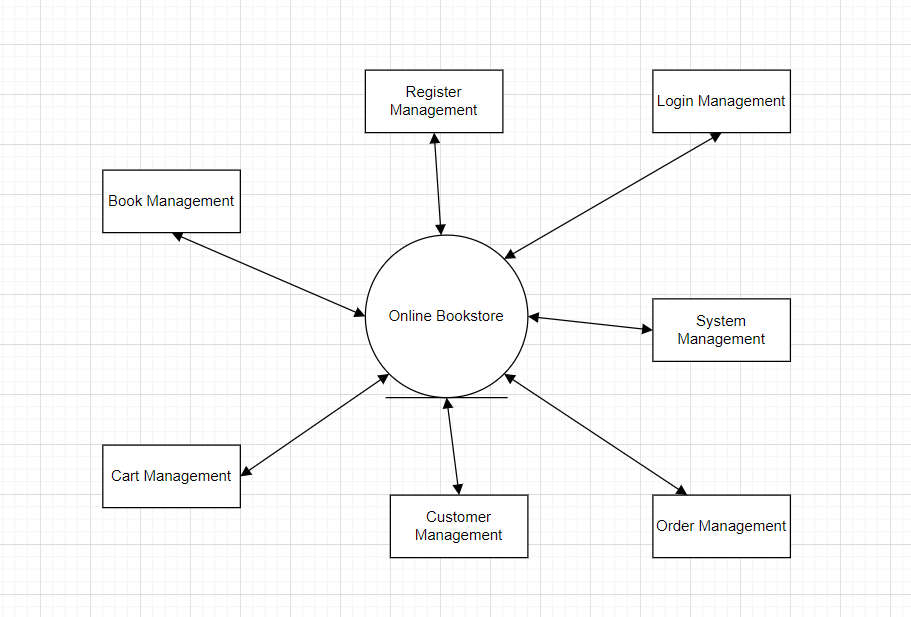 Register
Management
Login Management
Book Management
Online Bookstore
System
Management
Cart Management
Customer
Management
Order Management